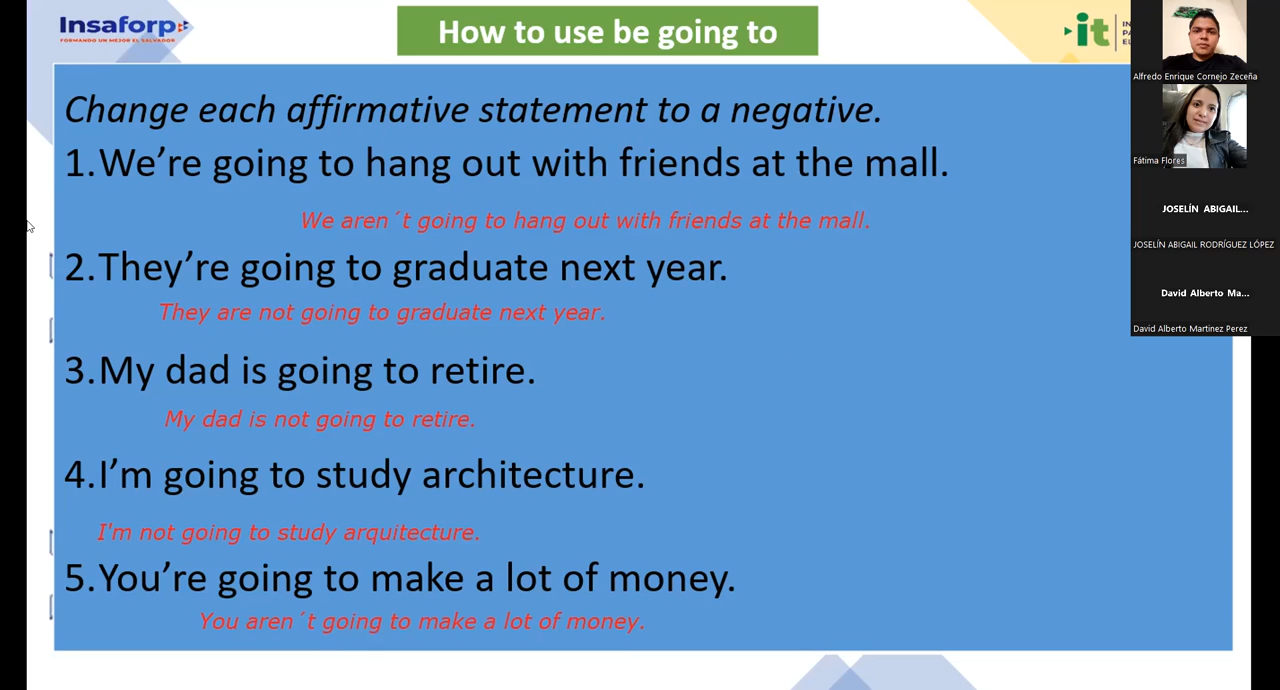 Insaforp
FORMANDO UN MEJOR EL SALVADOR
How to use be going to
it
Change each affirmative statement to a negative.
1.We’re going to hang out with friends at the mall.
We aren´t going to hang out with friends at the mall.
2.They’re going to graduate next year.
They are not going to graduate next year.
3.My dad is going to retire.
My dad is not going to retire.
4.I’m going to study architecture.
I'm not going to study arquitecture.
5.You’re going to make a lot of money.
You aren´t going to make a lot of money.
Alfredo Enrique Cornejo Zeceña
Fátima Flores
JOSELÍN ABIGAIL...
JOSELÍN ABIGAIL RODRÍGUEZ LÓPEZ
David Alberto Ma...
David Alberto Martinez Perez